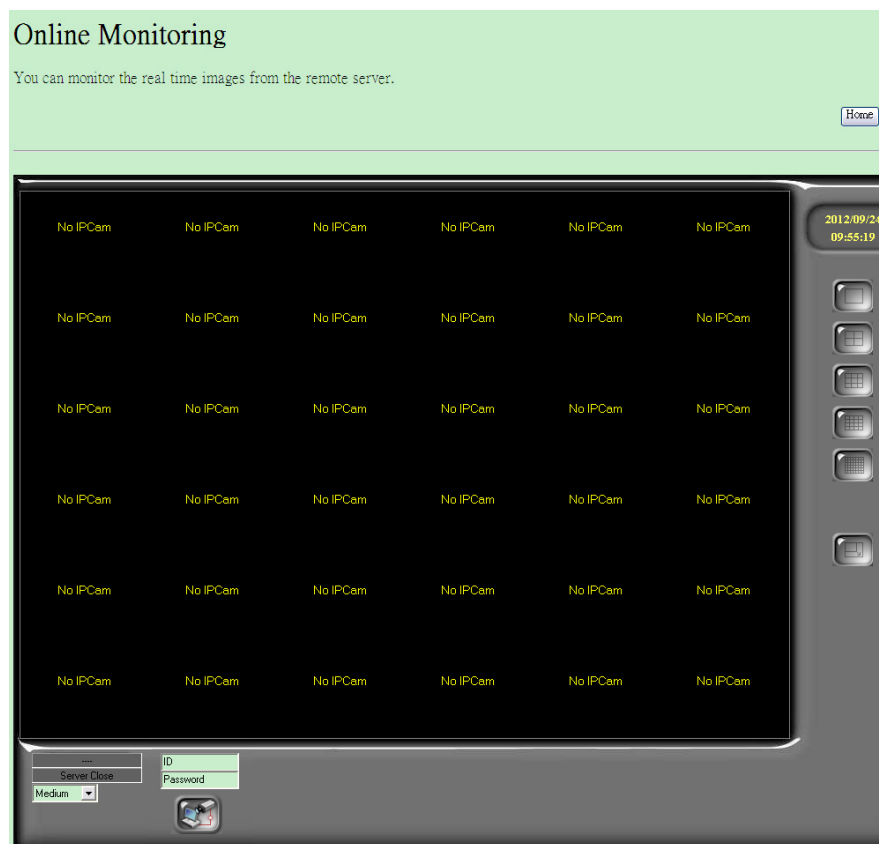 Online Monitoring
You can monitor the real time images from the remote server.
Home
2012/09/24
09:55:19
No IPCam No IPCam No IPCam No IPCam No IPCam No IPCam
No IPCam No IPCam No IPCam No IPCam No IPCam No IPCam
No IPCam No IPCam No IPCam No IPCam No IPCam No IPCam
No IPCam No IPCam No IPCam No IPCam No IPCam No IPCam
No IPCam No IPCam No IPCam No IPCam No IPCam No IPCam
No IPCam No IPCam No IPCam No IPCam No IPCam No IPCam
----
Server Close
Medium
ID
Password